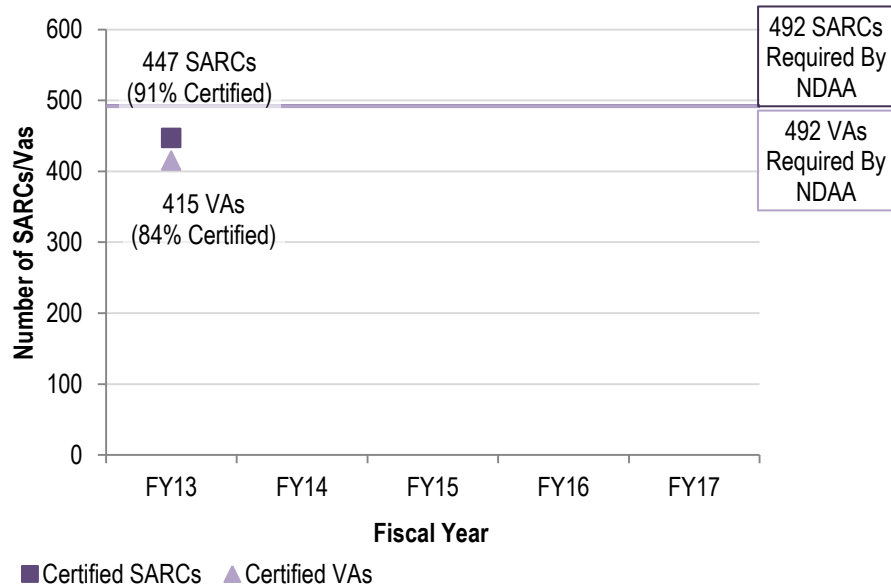 600
500
400
300
200
100
0
Number of SARCs/Vas
447 SARCs
(91% Certified)
415 VAs
(84% Certified)
492 SARCs
Required By
NDAA
492 VAs
Required By
NDAA
FY13 FY14 FY15 FY16 FY17
Fiscal Year
Certified SARCs Certified VAs